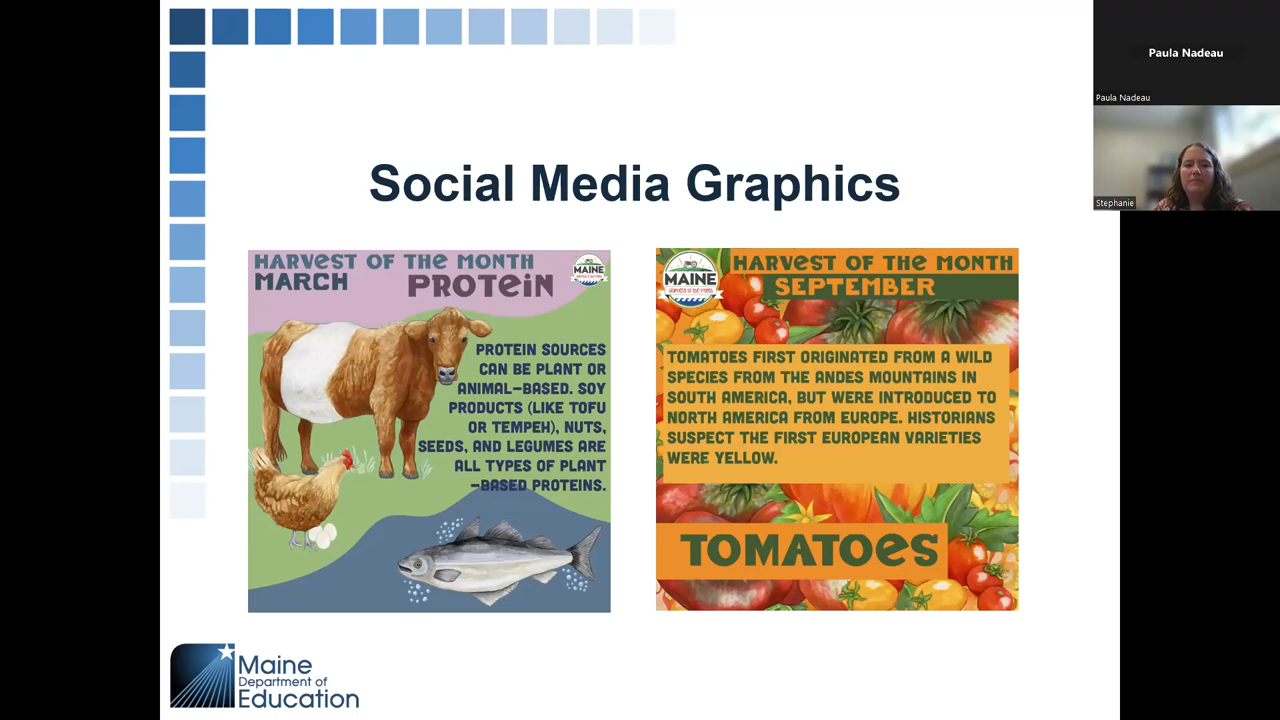 Social Media Graphics
HARVEST OF THE MONTH
MARCH
PROTEIN
MAINE
PROTEIN SOURCES
CAN BE PLANT OR
ANIMAL-BASED. SOY
PRODUCTS (LIKE TOFU
OR TEMPEH), NUTS,
SEEDS, AND LEGUMES ARE
ALL TYPES OF PLANT
-BASED PROTEINS.
MAINE
Harvest of the Month
HARVEST OF THE MONTH
SEPTEMBER
TOMATOES FIRST ORIGINATED FROM A WILD
SPECIES FROM THE ANDES MOUNTAINS IN
SOUTH AMERICA, BUT WERE INTRODUCED TO
NORTH AMERICA FROM EUROPE. HISTORIANS
SUSPECT THE FIRST EUROPEAN VARIETIES
WERE YELLOW.
TOMATOES
Maine
Department of
Education
Paula Nadeau
Paula Nadeau
Stephanie